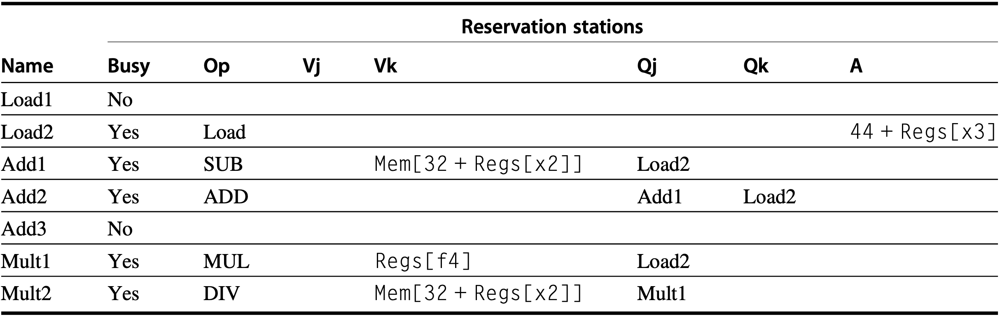 Reservation stations
Name Busy Op Vj Vk Qj Qk A
Load1 No
Load2 Yes Load 44 + Regs[x3]
Add1 Yes SUB Mem[32 + Regs[x2]] Load2
Add2 Yes ADD Add1 Load2
Add3 No
Mult1 Yes MUL Regs[f4] Load2
Mult2 Yes DIV Mem[32 + Regs[x2]] Mult1